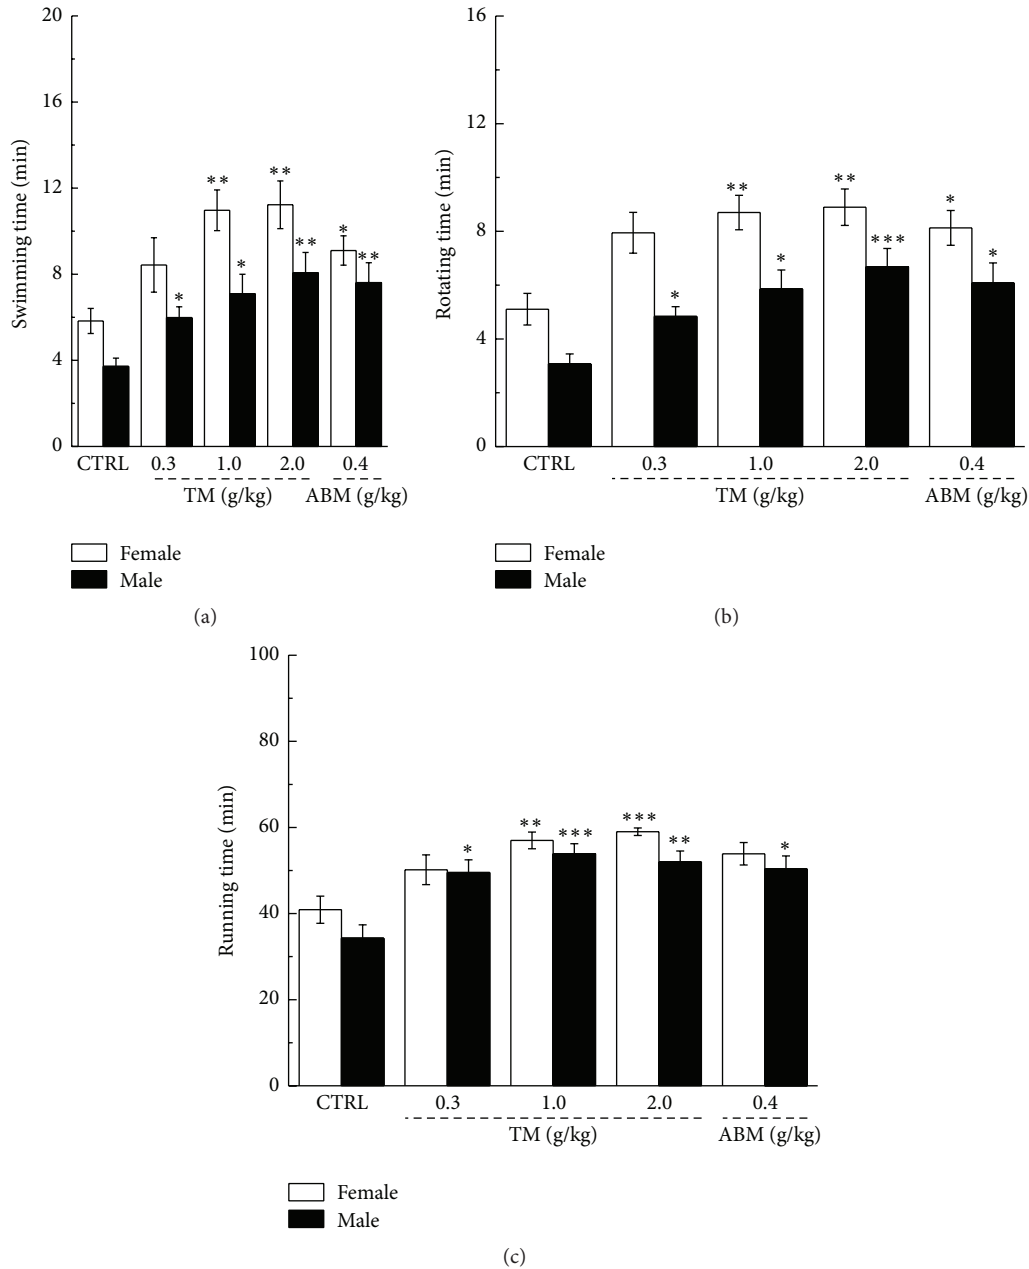 20
16
12
8
4
0
Swimming time (min)
** ** * * * ** **
CTRL 0.3 1.0 2.0 0.4
TM (g/kg) ABM (g/kg)
Female
Male
(a)
16
12
8
4
0
Rotating time (min)
** ** * *** * * *
CTRL 0.3 1.0 2.0 0.4
TM (g/kg) ABM (g/kg)
Female
Male
(b)
100
80
60
40
20
0
Running time (min)
* ** *** *** ** *
CTRL 0.3 1.0 2.0 0.4
TM (g/kg) ABM (g/kg)
Female
Male
(c)